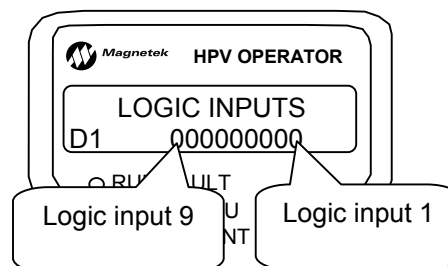 Magnetek HPV OPERATOR
LOGIC INPUTS
D1 000000000
Logic input 9
Logic input 1